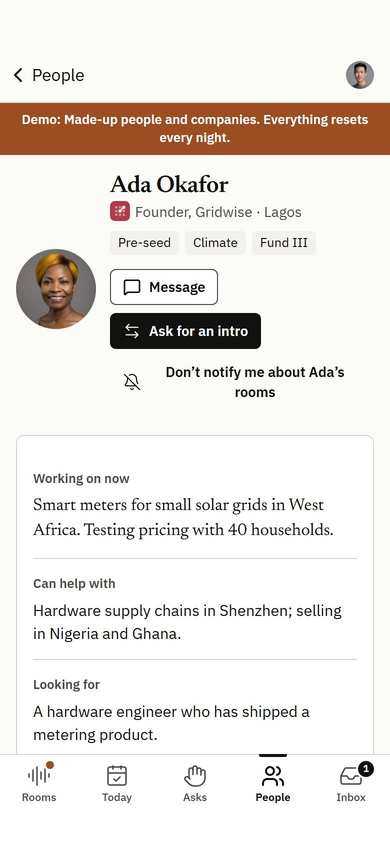 People
Demo: Made-up people and companies. Everything resets
every night.
Ada Okafor
Founder, Gridwise · Lagos
Pre-seed
Climate
Fund III
Message
Ask for an intro
Don’t notify me about Ada’s
rooms
Working on now
Smart meters for small solar grids in West
Africa. Testing pricing with 40 households.
Can help with
Hardware supply chains in Shenzhen; selling
in Nigeria and Ghana.
Looking for
A hardware engineer who has shipped a
metering product.
Rooms
Today
Asks
People
1
Inbox